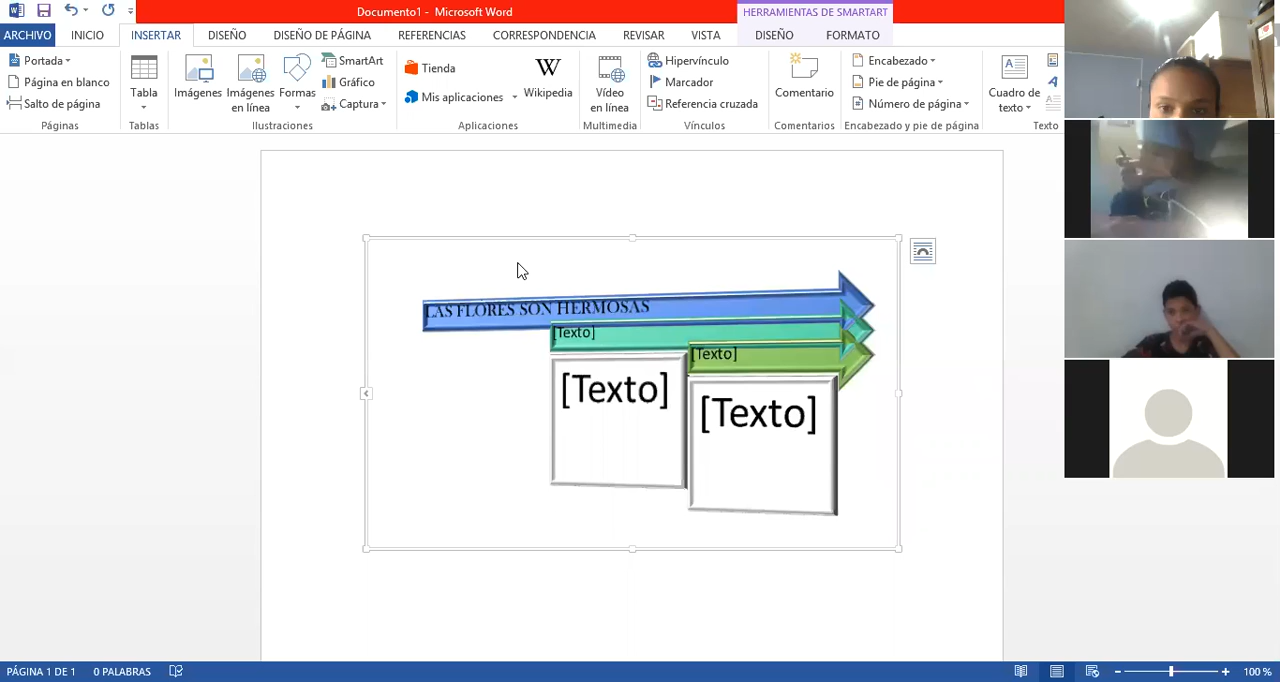 Documento1 - Microsoft Word
HERRAMIENTAS DE SMARTART
ARCHIVO INICIO INSERTAR DISEÑO DISEÑO DE PÁGINA REFERENCIAS CORRESPONDENCIA REVISAR VISTA DISEÑO FORMATO
Portada
Página en blanco
Salto de página
Páginas
Tabla
Tablas
Imágenes
Imágenes
en línea
Formas
SmartArt
Gráfico
Captura
Ilustraciones
Tienda
Mis aplicaciones
W
Wikipedia
Aplicaciones
Vídeo
en línea
Multimedia
Hipervínculo
Marcador
Referencia cruzada
Vínculos
Comentario
Comentarios
Encabezado
Pie de página
Número de página
Encabezado y pie de página
Cuadro de
texto
Texto
LAS FLORES SON HERMOSAS
[Texto]
[Texto]
[Texto]
[Texto]
PÁGINA 1 DE 1 0 PALABRAS
100 %